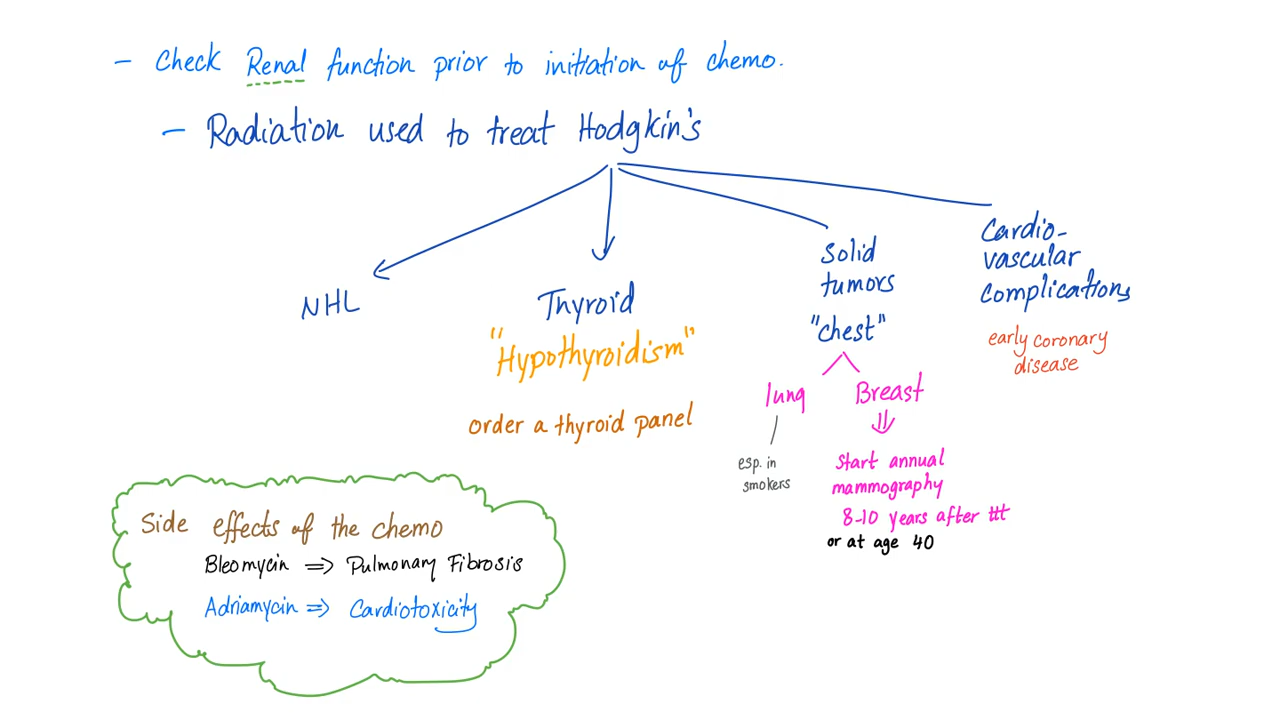 - Check Renal function prior to initiation of chemo.
- Radiation used to treat Hodgkin's
NHL
Thyroid
"Hypothyroidism"
order a thyroid panel
Solid
tumors
"chest"
lung
esp. in
smokers
Breast
Start annual
mammography
8-10 years after ttt
or at age 40
Cardio-
vascular
complications
early coronary
disease
Side effects of the chemo
Bleomycin => Pulmonary Fibrosis
Adriamycin => Cardiotoxicity